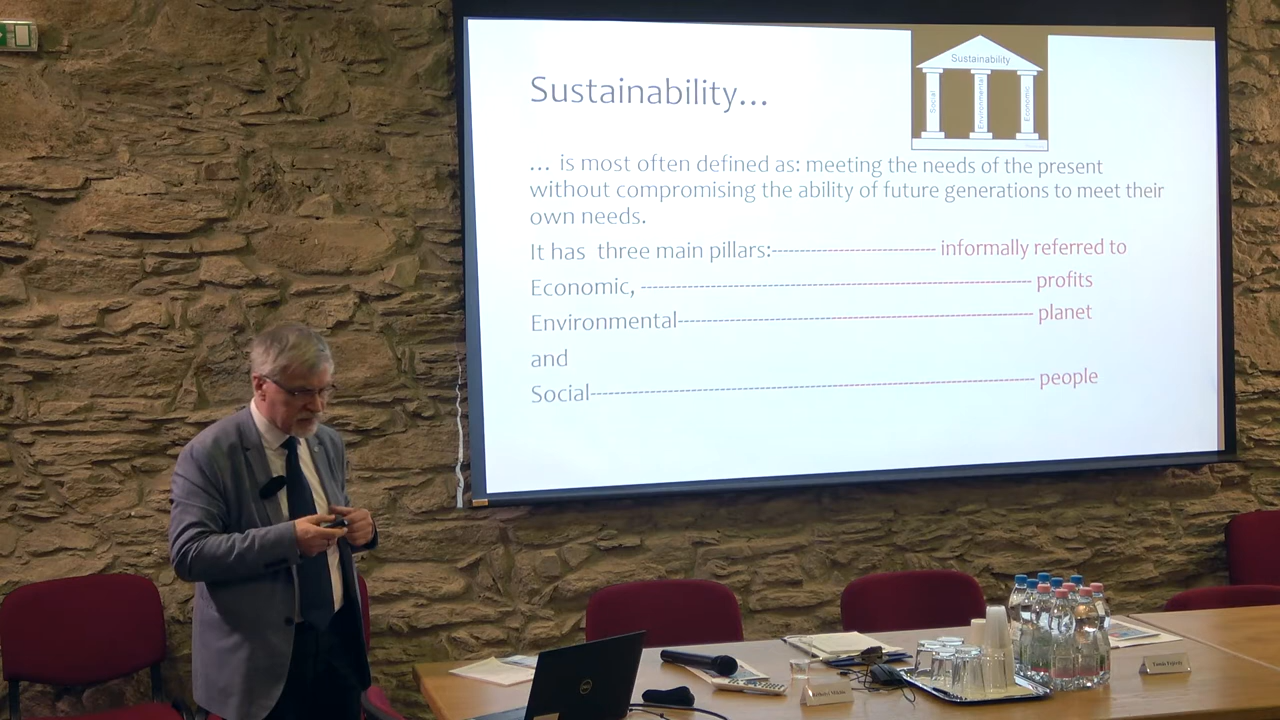 Sustainability
Social
Environmental
Economic
Sustainability...
... is most often defined as: meeting the needs of the present
without compromising the ability of future generations to meet their
own needs.
It has three main pillars:-------------------------- informally referred to
Economic, -------------------------------------------------------------- profits
Environmental--------------------------------------------------------- planet
and
Social----------------------------------------------------------------------- people
DELL